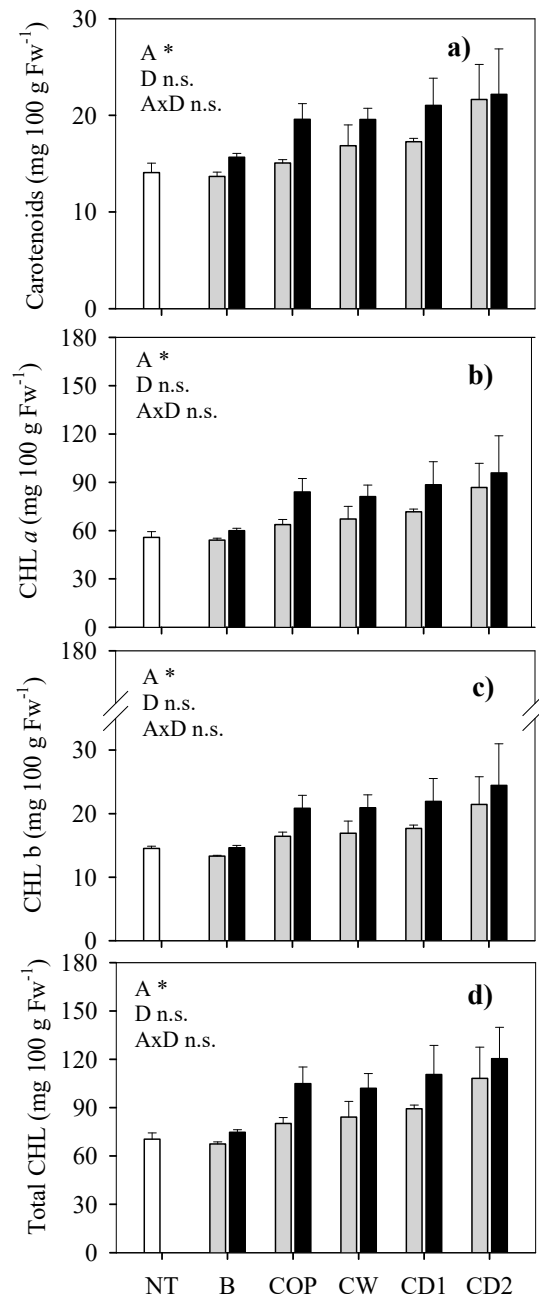 30
20
10
0
Carotenoids (mg 100 g Fw-1)
A *
D n.s.
AxD n.s.
a)
180
150
120
90
60
30
0
CHL a (mg 100 g Fw-1)
A *
D n.s.
AxD n.s.
b)
180
30
20
10
0
CHL b (mg 100 g Fw-1)
A *
D n.s.
AxD n.s.
c)
180
150
120
90
60
30
0
Total CHL (mg 100 g Fw-1)
A *
D n.s.
AxD n.s.
d)
NT B COP CW CD1 CD2